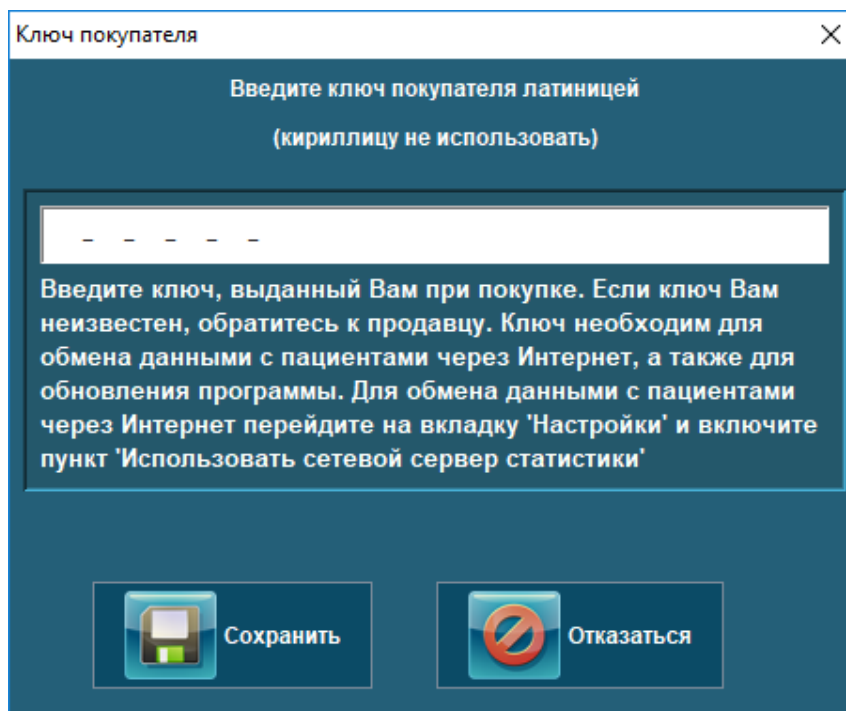 Ключ покупателя
Введите ключ покупателя латиницей
(кириллицу не использовать)
- - - - -
Введите ключ, выданный Вам при покупке. Если ключ Вам
неизвестен, обратитесь к продавцу. Ключ необходим для
обмена данными с пациентами через Интернет, а также для
обновления программы. Для обмена данными с пациентами
через Интернет перейдите на вкладку 'Настройки' и включите
пункт 'Использовать сетевой сервер статистики'
Сохранить
Отказаться